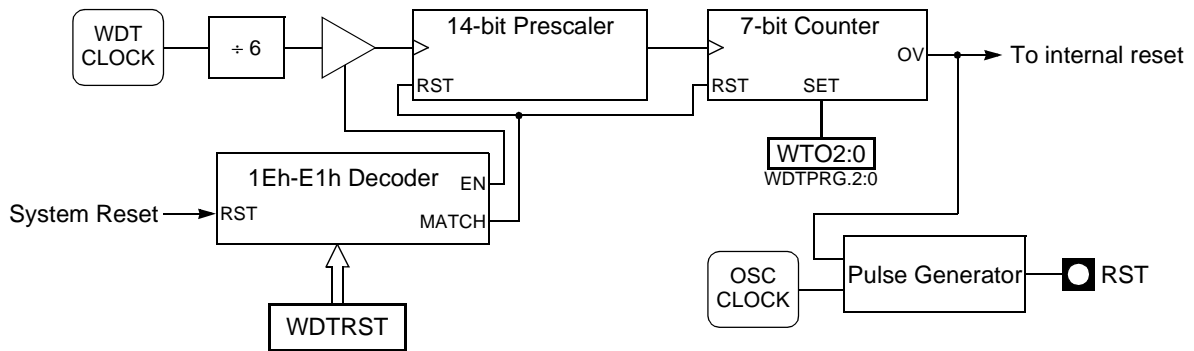 WDT
CLOCK
÷ 6
14-bit Prescaler
RST
7-bit Counter
OV
RST
SET
To internal reset
WTO2:0
WDTPRG.2:0
1Eh-E1h Decoder
EN
System Reset
RST
MATCH
WDTRST
OSC
CLOCK
Pulse Generator
RST